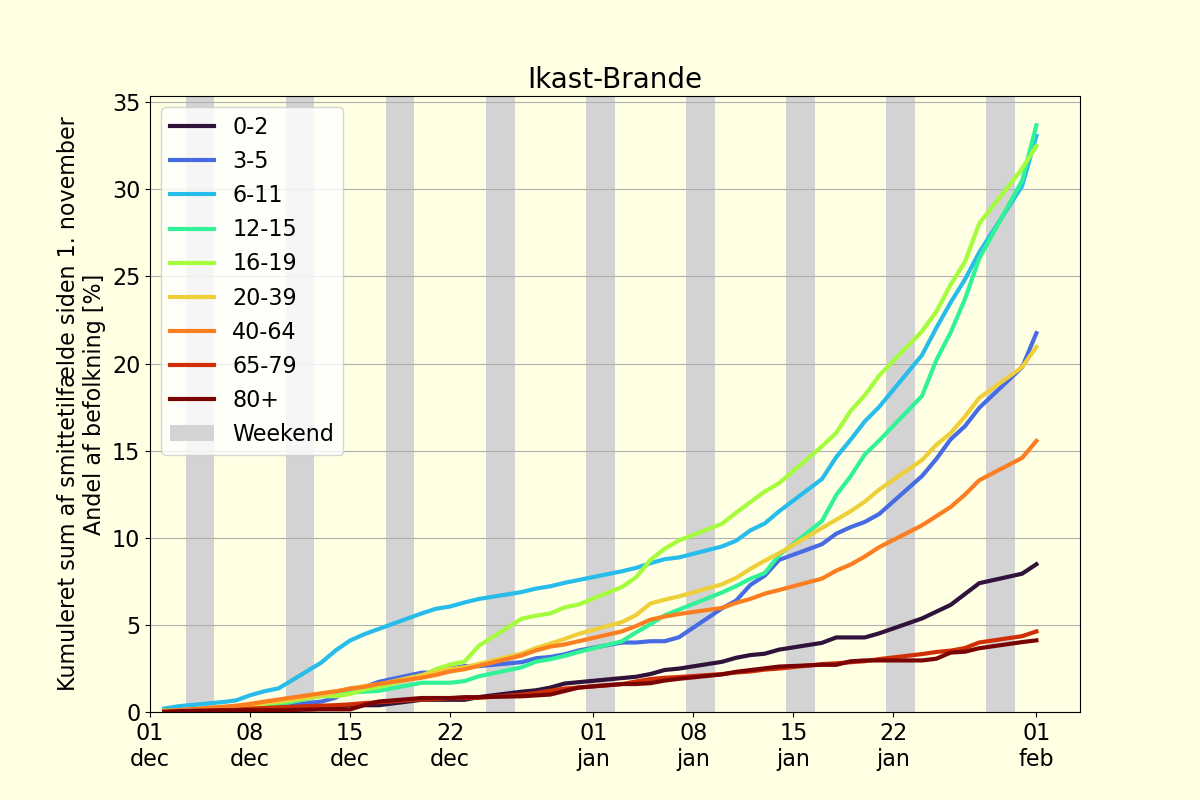 Ikast-Brande
Kumuleret sum af smittetilfælde siden 1. november
Andel af befolkning [%]
35
30
25
20
15
10
5
0
0-2
3-5
6-11
12-15
16-19
20-39
40-64
65-79
80+
Weekend
01 08 15 22 01 08 15 22 01
dec dec dec dec jan jan jan jan feb